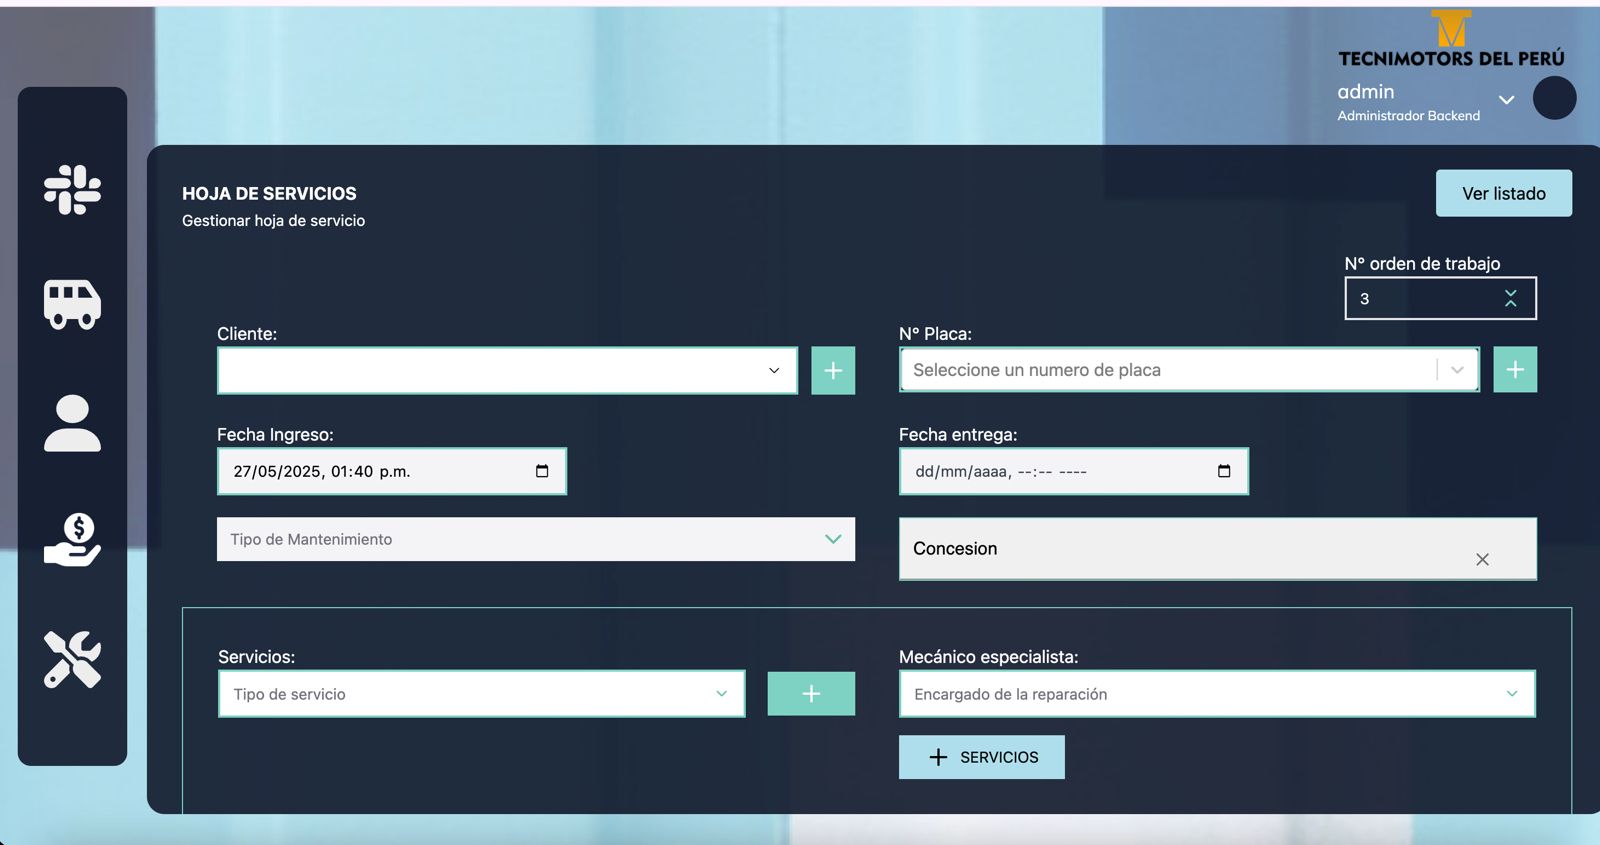 TECNIMOTORS DEL PERÚ
admin
Administrador Backend
HOJA DE SERVICIOS
Gestionar hoja de servicio
Ver listado
N° orden de trabajo
3
Cliente:
N° Placa:
Seleccione un numero de placa
Fecha Ingreso:
27/05/2025, 01:40 p.m.
Fecha entrega:
dd/mm/aaaa, --:-- ----
Tipo de Mantenimiento
Concesion
Servicios:
Tipo de servicio
Mecánico especialista:
Encargado de la reparación
SERVICIOS